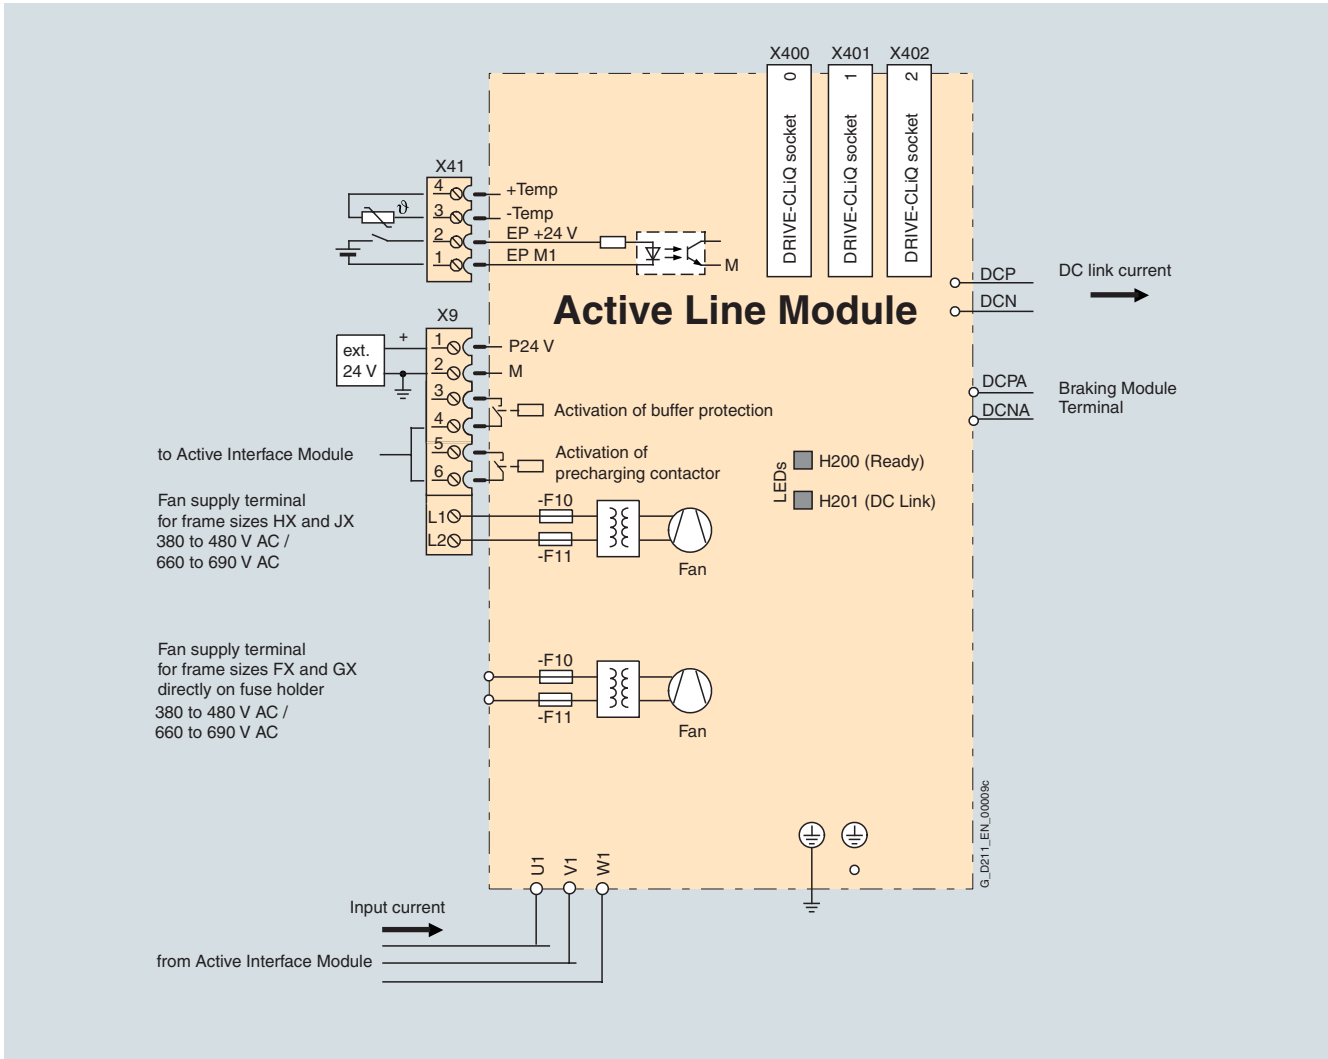 X400 X401 X402
0 1 2
DRIVE-CLiQ socket
DRIVE-CLiQ socket
DRIVE-CLiQ socket
X41
4 +Temp
ϑ
3 -Temp
2 EP +24 V
1 EP M1
M
DCP
DCN
DC link current
Active Line Module
X9
ext.
24 V
+
1 P24 V
2 M
3
4
Activation of buffer protection
5
6
Activation of
precharging contactor
to Active Interface Module
DCPA
DCNA
Braking Module
Terminal
LEDs
H200 (Ready)
H201 (DC Link)
Fan supply terminal
for frame sizes HX and JX
380 to 480 V AC /
660 to 690 V AC
L1
L2
-F10
-F11
Fan
Fan supply terminal
for frame sizes FX and GX
directly on fuse holder
380 to 480 V AC /
660 to 690 V AC
-F10
-F11
Fan
G_D211_EN_00009c
U1 V1 W1
Input current
from Active Interface Module